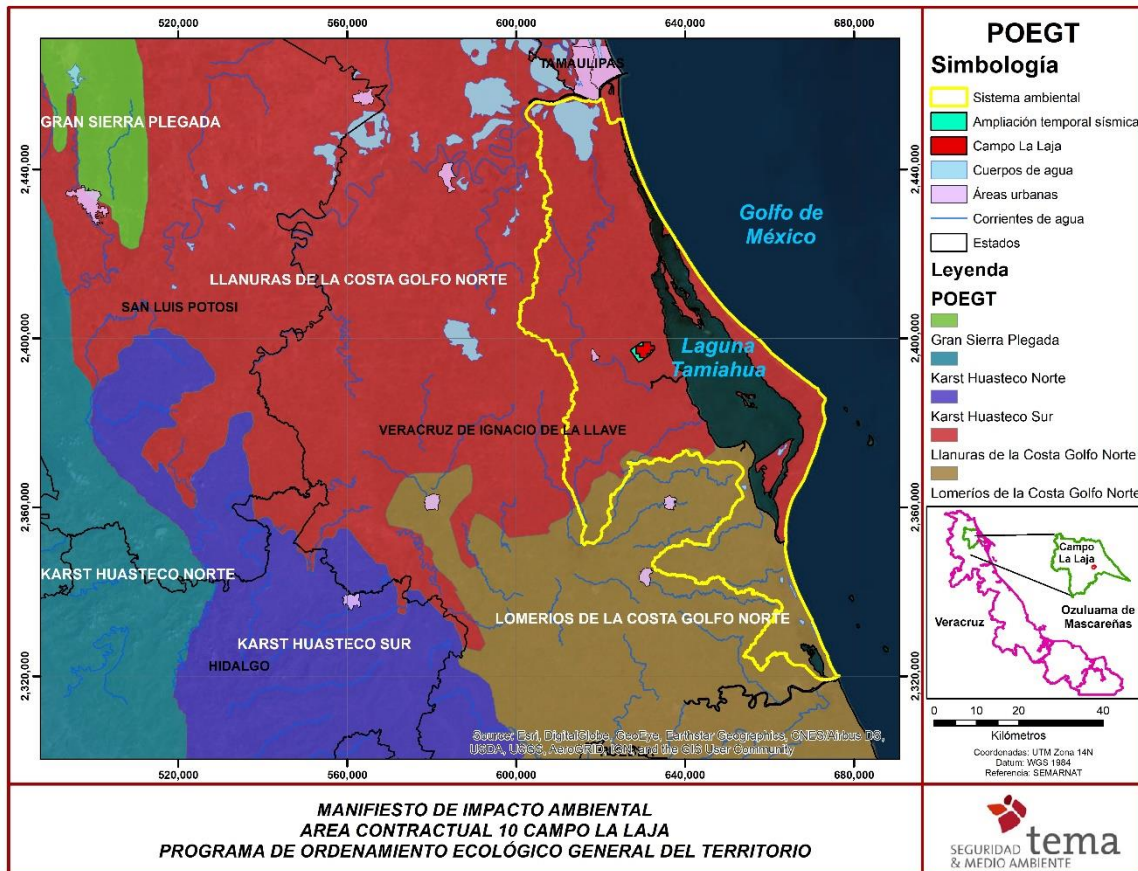 520,000
560,000
600,000
640,000
680,000
2,440,000
2,400,000
2,360,000
2,320,000
TAMAULIPAS
GRAN SIERRA PLEGADA
Golfo de
México
LLANURAS DE LA COSTA GOLFO NORTE
SAN LUIS POTOSI
Laguna
Tamiahua
VERACRUZ DE IGNACIO DE LA LLAVE
KARST HUASTECO NORTE
LOMERIOS DE LA COSTA GOLFO NORTE
KARST HUASTECO SUR
HIDALGO
Source: Esri, DigitalGlobe, GeoEye, Earthstar Geographics, CNES/Airbus DS,
USDA, USGS, AeroGRID, IGN, and the GIS User Community
2,440,000
2,400,000
2,360,000
2,320,000
520,000
560,000
600,000
640,000
680,000
POEGT
Simbología
Sistema ambiental
Ampliación temporal sísmica
Campo La Laja
Cuerpos de agua
Áreas urbanas
Corrientes de agua
Estados
Leyenda
POEGT
Gran Sierra Plegada
Karst Huasteco Norte
Karst Huasteco Sur
Llanuras de la Costa Golfo Norte
Lomeríos de la Costa Golfo Norte
Campo
La Laja
Ozuluama de
Mascareñas
Veracruz
0 10 20 40
Kilómetros
Coordonadas: UTM Zona 14N
Datum: WGS 1984
Referencia: SEMARNAT
MANIFIESTO DE IMPACTO AMBIENTAL
AREA CONTRACTUAL 10 CAMPO LA LAJA
PROGRAMA DE ORDENAMIENTO ECOLÓGICO GENERAL DEL TERRITORIO
SEGURIDAD
& MEDIO AMBIENTE
tema